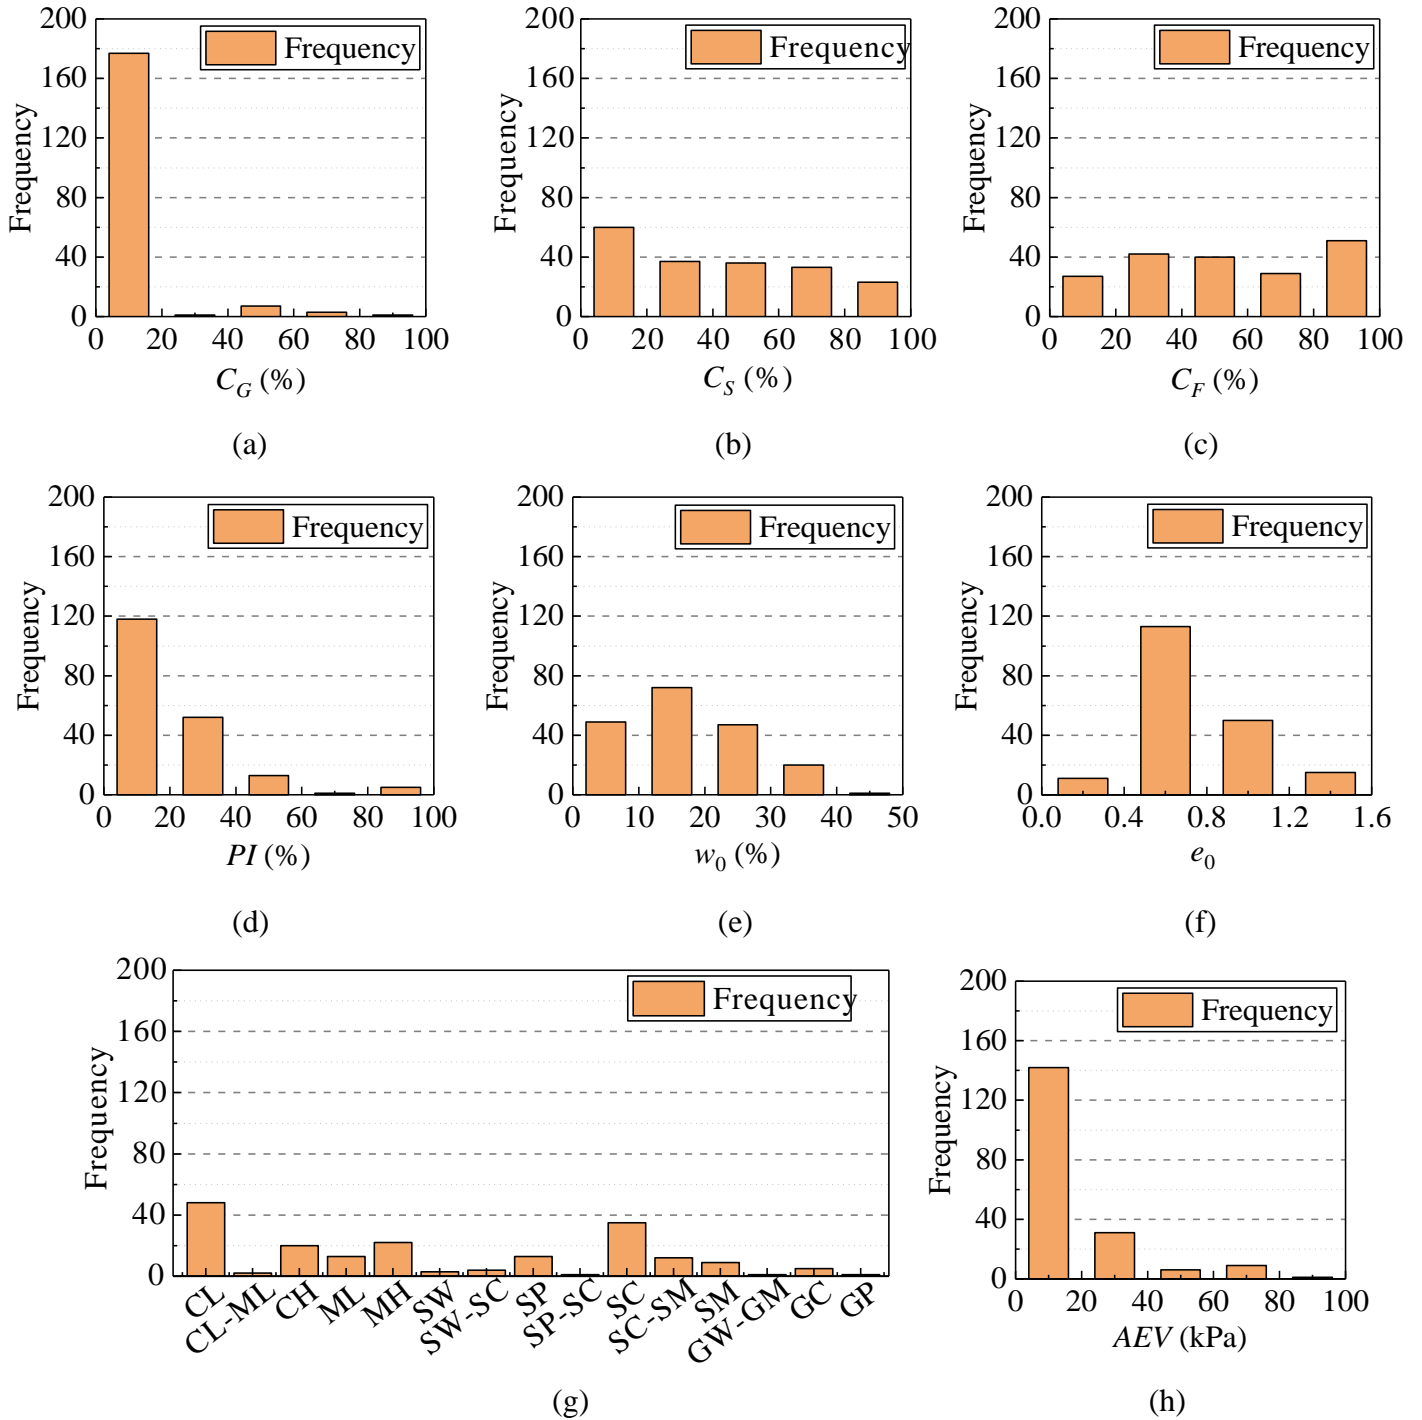 200
160
120
80
40
0
Frequency
Frequency
0 20 40 60 80 100
C_G (%)
(a)
200
160
120
80
40
0
Frequency
Frequency
0 20 40 60 80 100
C_S (%)
(b)
200
160
120
80
40
0
Frequency
Frequency
0 20 40 60 80 100
C_F (%)
(c)
200
160
120
80
40
0
Frequency
Frequency
0 20 40 60 80 100
PI (%)
(d)
200
160
120
80
40
0
Frequency
Frequency
0 10 20 30 40 50
w_0 (%)
(e)
200
160
120
80
40
0
Frequency
Frequency
0.0 0.4 0.8 1.2 1.6
e_0
(f)
200
160
120
80
40
0
Frequency
Frequency
CL
CL-ML
CH
ML
MH
SW
SW-SC
SP
SP-SC
SC
SC-SM
SM
GW-GM
GC
GP
(g)
200
160
120
80
40
0
Frequency
Frequency
0 20 40 60 80 100
AEV (kPa)
(h)